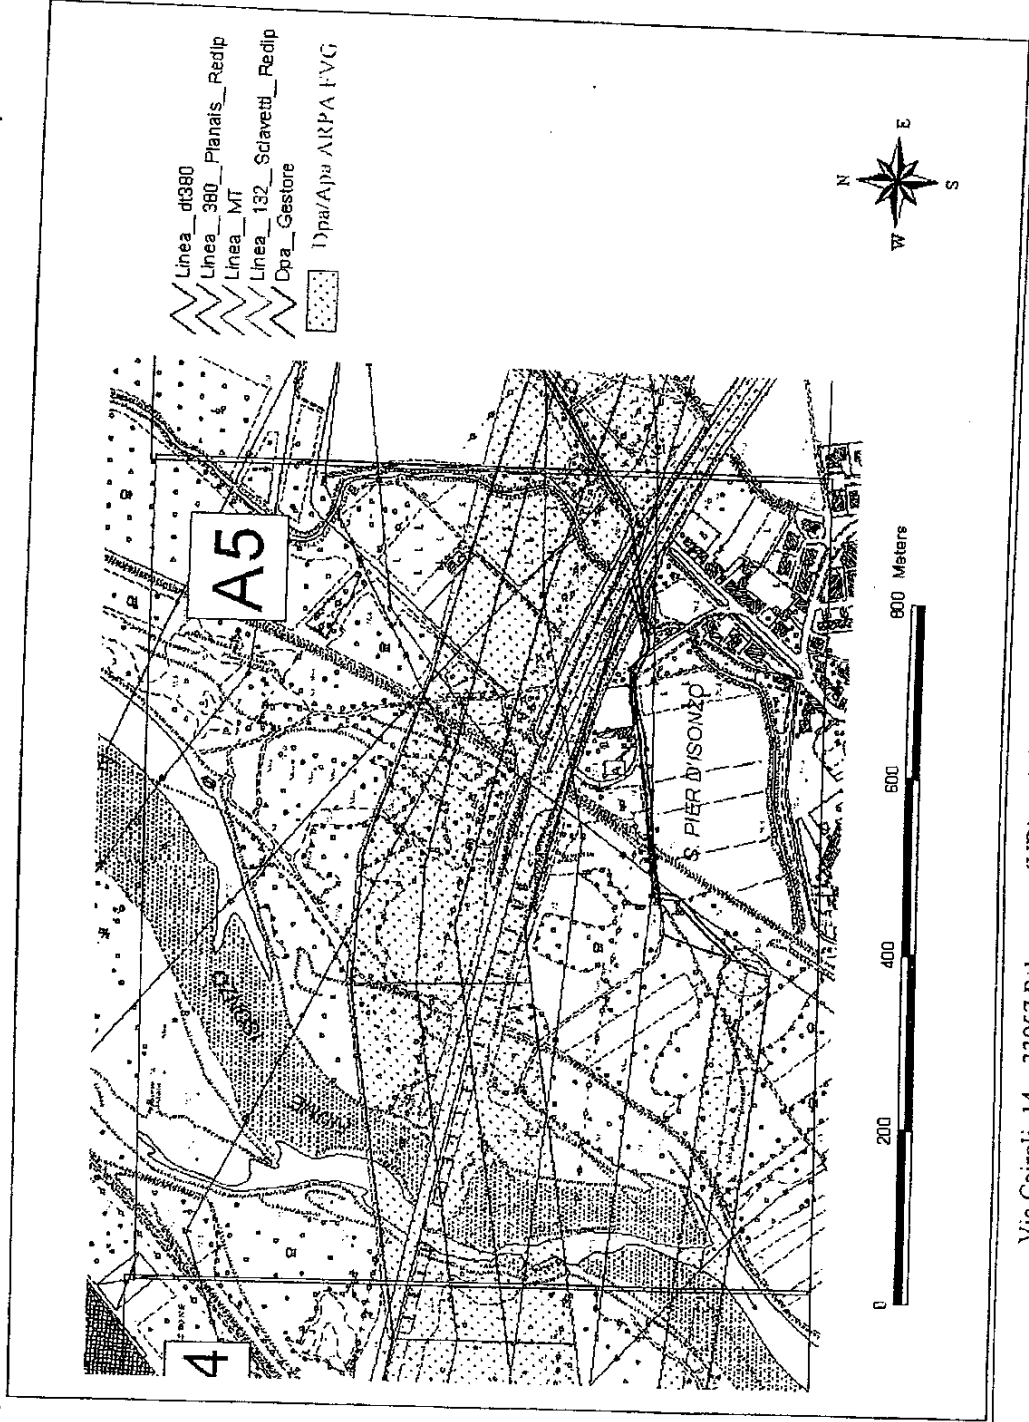 Linea_dt380
Linea_380_Planais_Redip
Linea_MT
Linea_132_Schiavetti_Redip
Dpa_Gestore
Dpa/Apa ARPA FVG
A5
4
FIUME
ISONZO
S. PIER D'ISONZO
N
E
S
W
0
200
400
600
800 Meters